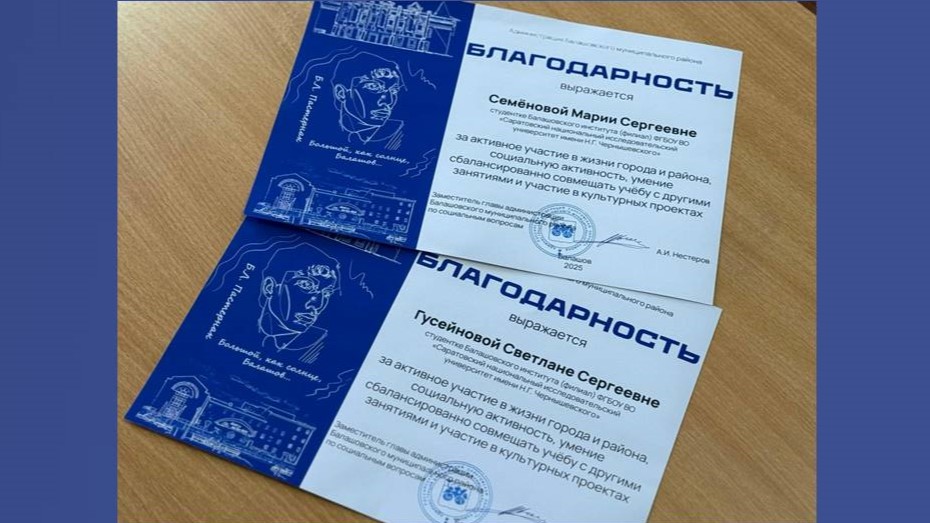 Администрация Балашовского муниципального района
БЛАГОДАРНОСТЬ
выражается
Семёновой Марии Сергеевне
студентке Балашовского института (филиал) ФГБОУ ВО
«Саратовский национальный исследовательский
университет имени Н.Г. Чернышевского»
за активное участие в жизни города и района,
социальную активность, умение
сбалансированно совмещать учёбу с другими
занятиями и участие в культурных проектах
Заместитель главы администрации
Балашовского муниципального района
по социальным вопросам
А.И. Нестеров
г. Балашов
2025
Б.Л. Пастернак
Большой, как солнце,
Балашов...
муниципального района
БЛАГОДАРНОСТЬ
выражается
Гусейновой Светлане Сергеевне
студентке Балашовского института (филиал) ФГБОУ ВО
«Саратовский национальный исследовательский
университет имени Н.Г. Чернышевского»
за активное участие в жизни города и района,
социальную активность, умение
сбалансированно совмещать учёбу с другими
занятиями и участие в культурных проектах
Заместитель главы администрации
Балашовского муниципального района
по социальным вопросам
Б.Л. Пастернак
Большой, как солнце,
Балашов...